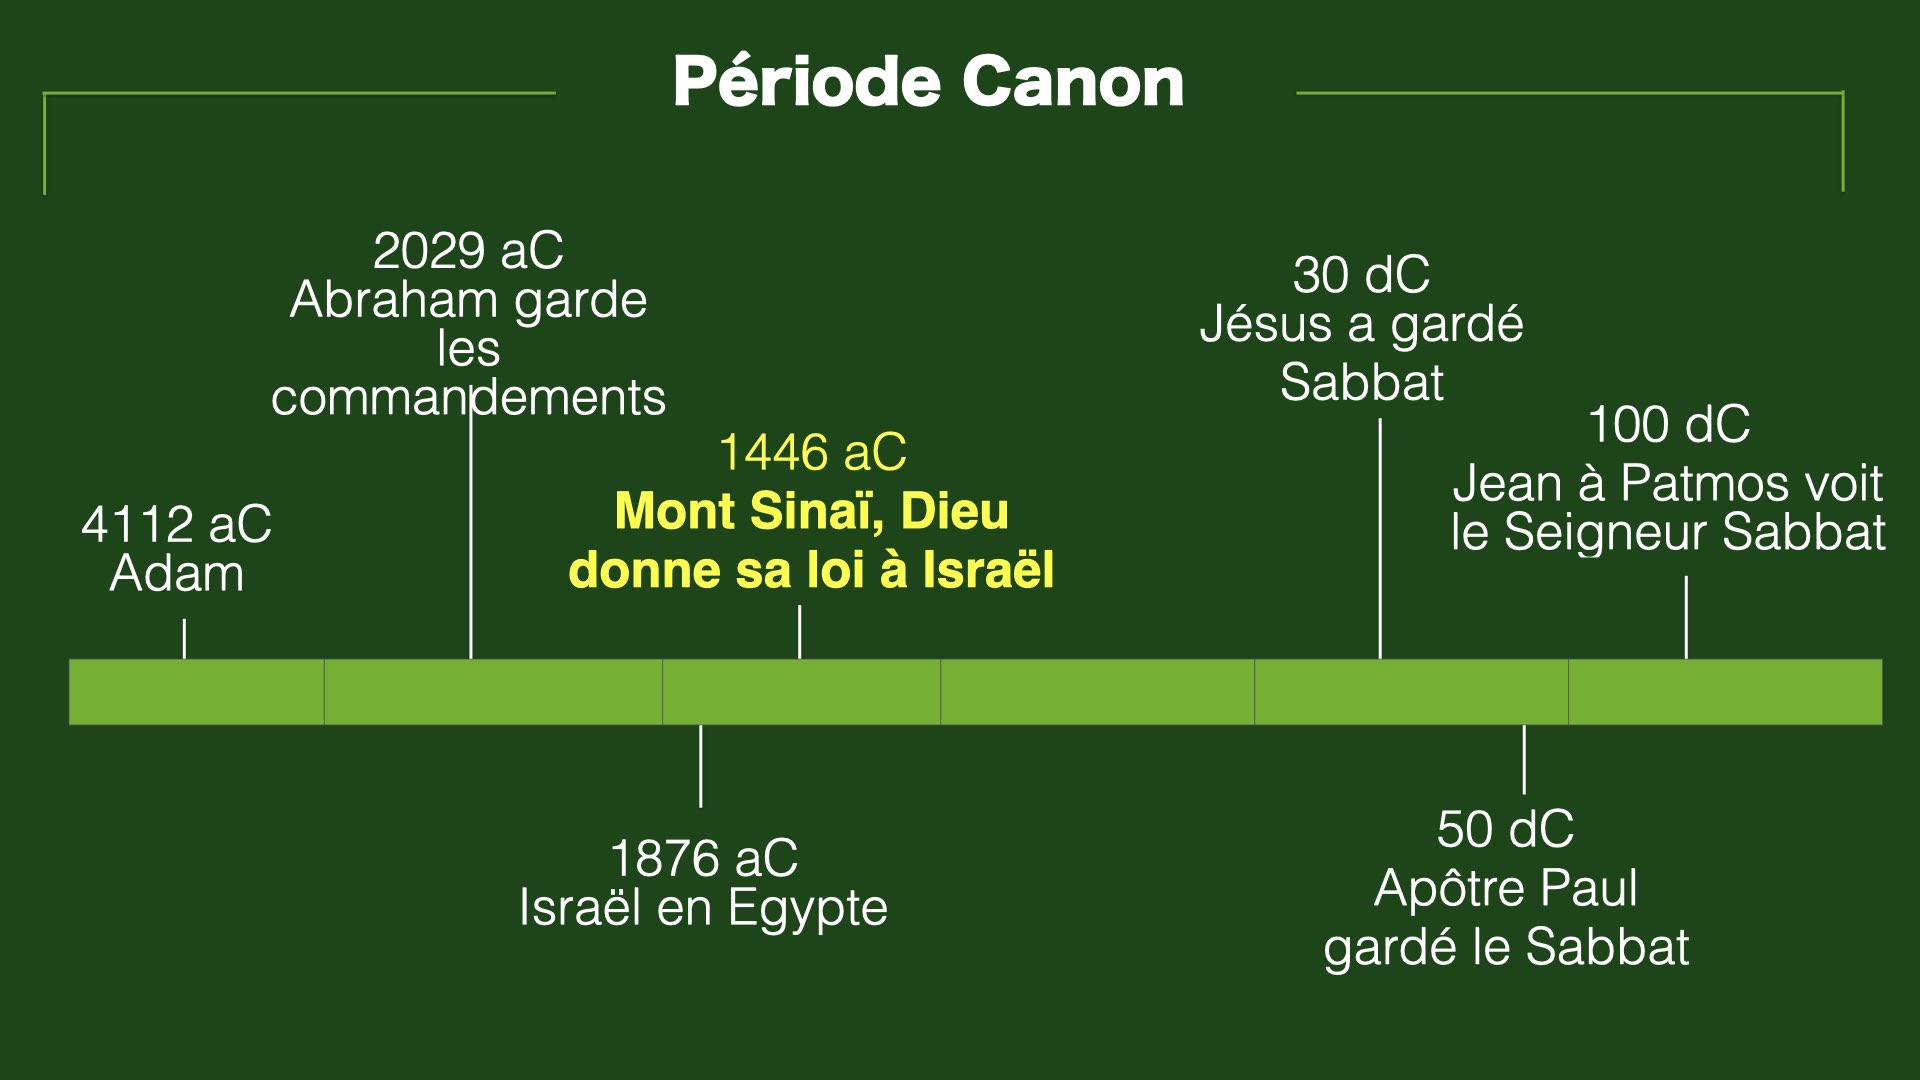 Période Canon
2029 aC
Abraham garde
les
commandements
30 dC
Jésus a gardé
Sabbat
100 dC
Jean à Patmos voit
le Seigneur Sabbat
1446 aC
Mont Sinaï, Dieu
donne sa loi à Israël
4112 aC
Adam
1876 aC
Israël en Egypte
50 dC
Apôtre Paul
gardé le Sabbat